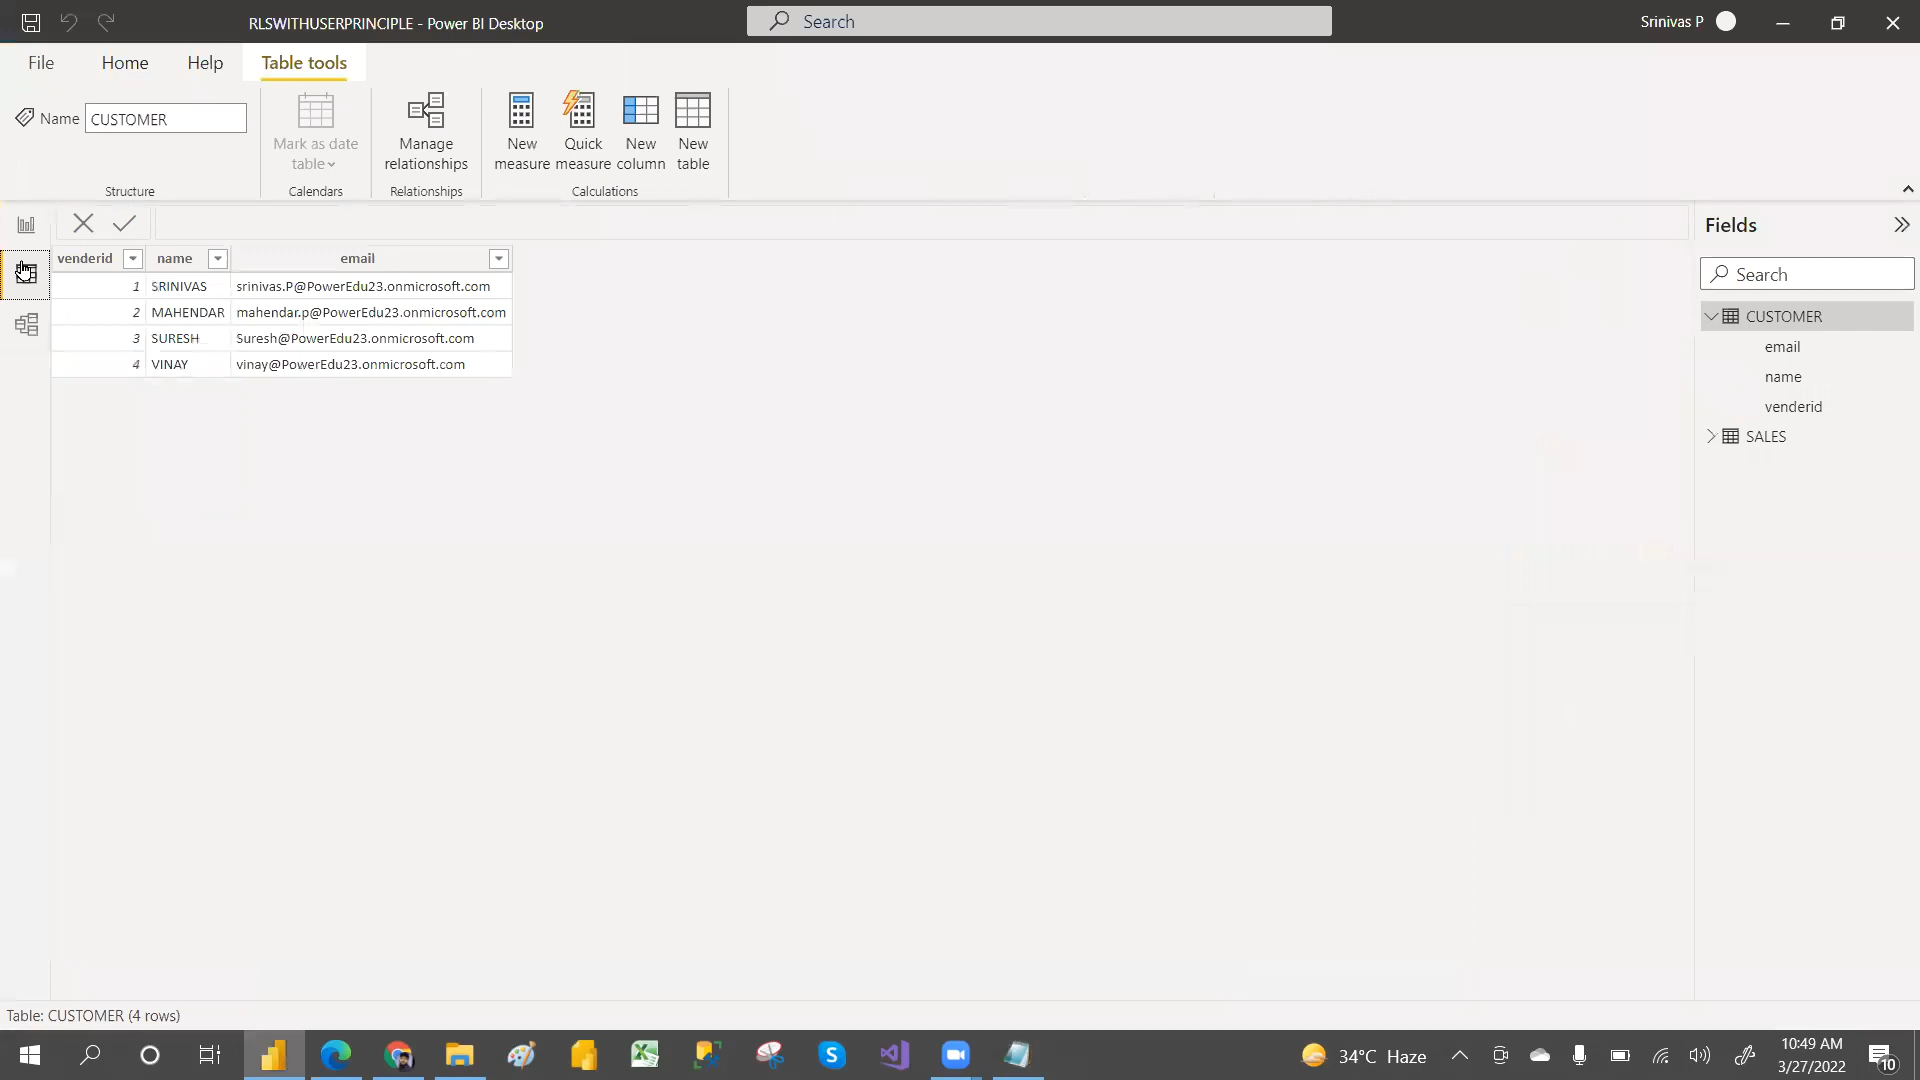 RLSWITHUSERPRINCIPLE - Power BI Desktop
Search
Srinivas P
File
Home
Help
Table tools
Name
CUSTOMER
Mark as date
table
Manage
relationships
New
measure
Quick
measure
New
column
New
table
Structure
Calendars
Relationships
Calculations
Fields
Search
CUSTOMER
email
name
venderid
SALES
venderid name email
1 SRINIVAS srinivas.P@PowerEdu23.onmicrosoft.com
2 MAHENDAR mahendar.p@PowerEdu23.onmicrosoft.com
3 SURESH Suresh@PowerEdu23.onmicrosoft.com
4 VINAY vinay@PowerEdu23.onmicrosoft.com
Table: CUSTOMER (4 rows)
34°C Haze
10:49 AM
3/27/2022
10